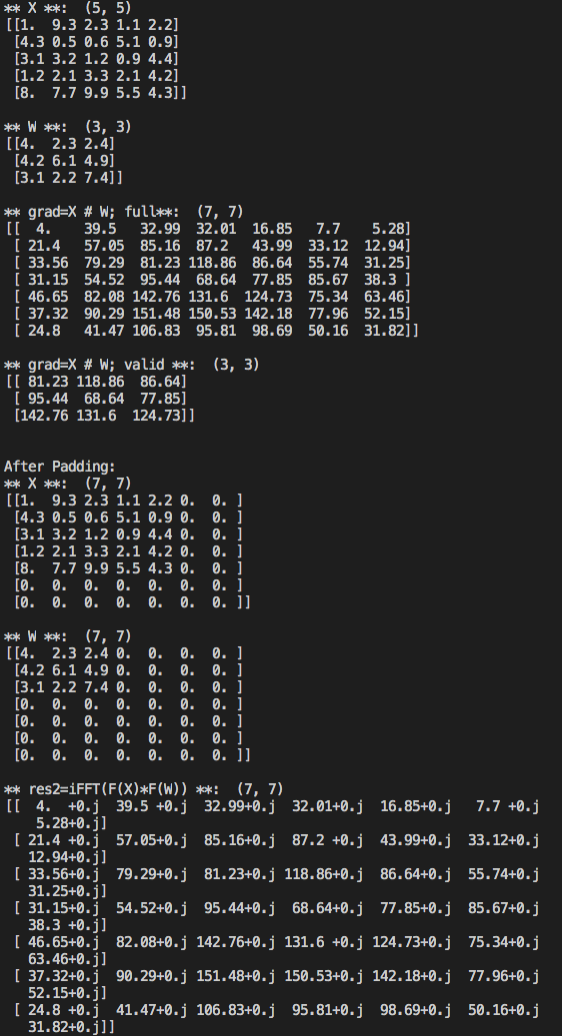 ** X **:  (5, 5)
[[1.  9.3 2.3 1.1 2.2]
 [4.3 0.5 0.6 5.1 0.9]
 [3.1 3.2 1.2 0.9 4.4]
 [1.2 2.1 3.3 2.1 4.2]
 [8.  7.7 9.9 5.5 4.3]]
** W **:  (3, 3)
[[4.  2.3 2.4]
 [4.2 6.1 4.9]
 [3.1 2.2 7.4]]
** grad=X # W; full**:  (7, 7)
[[  4.    39.5   32.99  32.01  16.85   7.7    5.28]
 [ 21.4   57.05  85.16  87.2   43.99  33.12  12.94]
 [ 33.56  79.29  81.23 118.86  86.64  55.74  31.25]
 [ 31.15  54.52  95.44  68.64  77.85  85.67  38.3 ]
 [ 46.65  82.08 142.76 131.6  124.73  75.34  63.46]
 [ 37.32  90.29 151.48 150.53 142.18  77.96  52.15]
 [ 24.8   41.47 106.83  95.81  98.69  50.16  31.82]]
** grad=X # W; valid **:  (3, 3)
[[ 81.23 118.86  86.64]
 [ 95.44  68.64  77.85]
 [142.76 131.6  124.73]]
After Padding:
** X **:  (7, 7)
[[1.  9.3 2.3 1.1 2.2 0.  0. ]
 [4.3 0.5 0.6 5.1 0.9 0.  0. ]
 [3.1 3.2 1.2 0.9 4.4 0.  0. ]
 [1.2 2.1 3.3 2.1 4.2 0.  0. ]
 [8.  7.7 9.9 5.5 4.3 0.  0. ]
 [0.  0.  0.  0.  0.  0.  0. ]
 [0.  0.  0.  0.  0.  0.  0. ]]
** W **:  (7, 7)
[[4.  2.3 2.4 0.  0.  0.  0. ]
 [4.2 6.1 4.9 0.  0.  0.  0. ]
 [3.1 2.2 7.4 0.  0.  0.  0. ]
 [0.  0.  0.  0.  0.  0.  0. ]
 [0.  0.  0.  0.  0.  0.  0. ]
 [0.  0.  0.  0.  0.  0.  0. ]
 [0.  0.  0.  0.  0.  0.  0. ]]
** res2=iFFT(F(X)*F(W)) **:  (7, 7)
[[  4.  +0.j  39.5 +0.j  32.99+0.j  32.01+0.j  16.85+0.j   7.7 +0.j
    5.28+0.j]
 [ 21.4 +0.j  57.05+0.j  85.16+0.j  87.2 +0.j  43.99+0.j  33.12+0.j
   12.94+0.j]
 [ 33.56+0.j  79.29+0.j  81.23+0.j 118.86+0.j  86.64+0.j  55.74+0.j
   31.25+0.j]
 [ 31.15+0.j  54.52+0.j  95.44+0.j  68.64+0.j  77.85+0.j  85.67+0.j
   38.3 +0.j]
 [ 46.65+0.j  82.08+0.j 142.76+0.j 131.6 +0.j 124.73+0.j  75.34+0.j
   63.46+0.j]
 [ 37.32+0.j  90.29+0.j 151.48+0.j 150.53+0.j 142.18+0.j  77.96+0.j
   52.15+0.j]
 [ 24.8 +0.j  41.47+0.j 106.83+0.j  95.81+0.j  98.69+0.j  50.16+0.j
   31.82+0.j]]